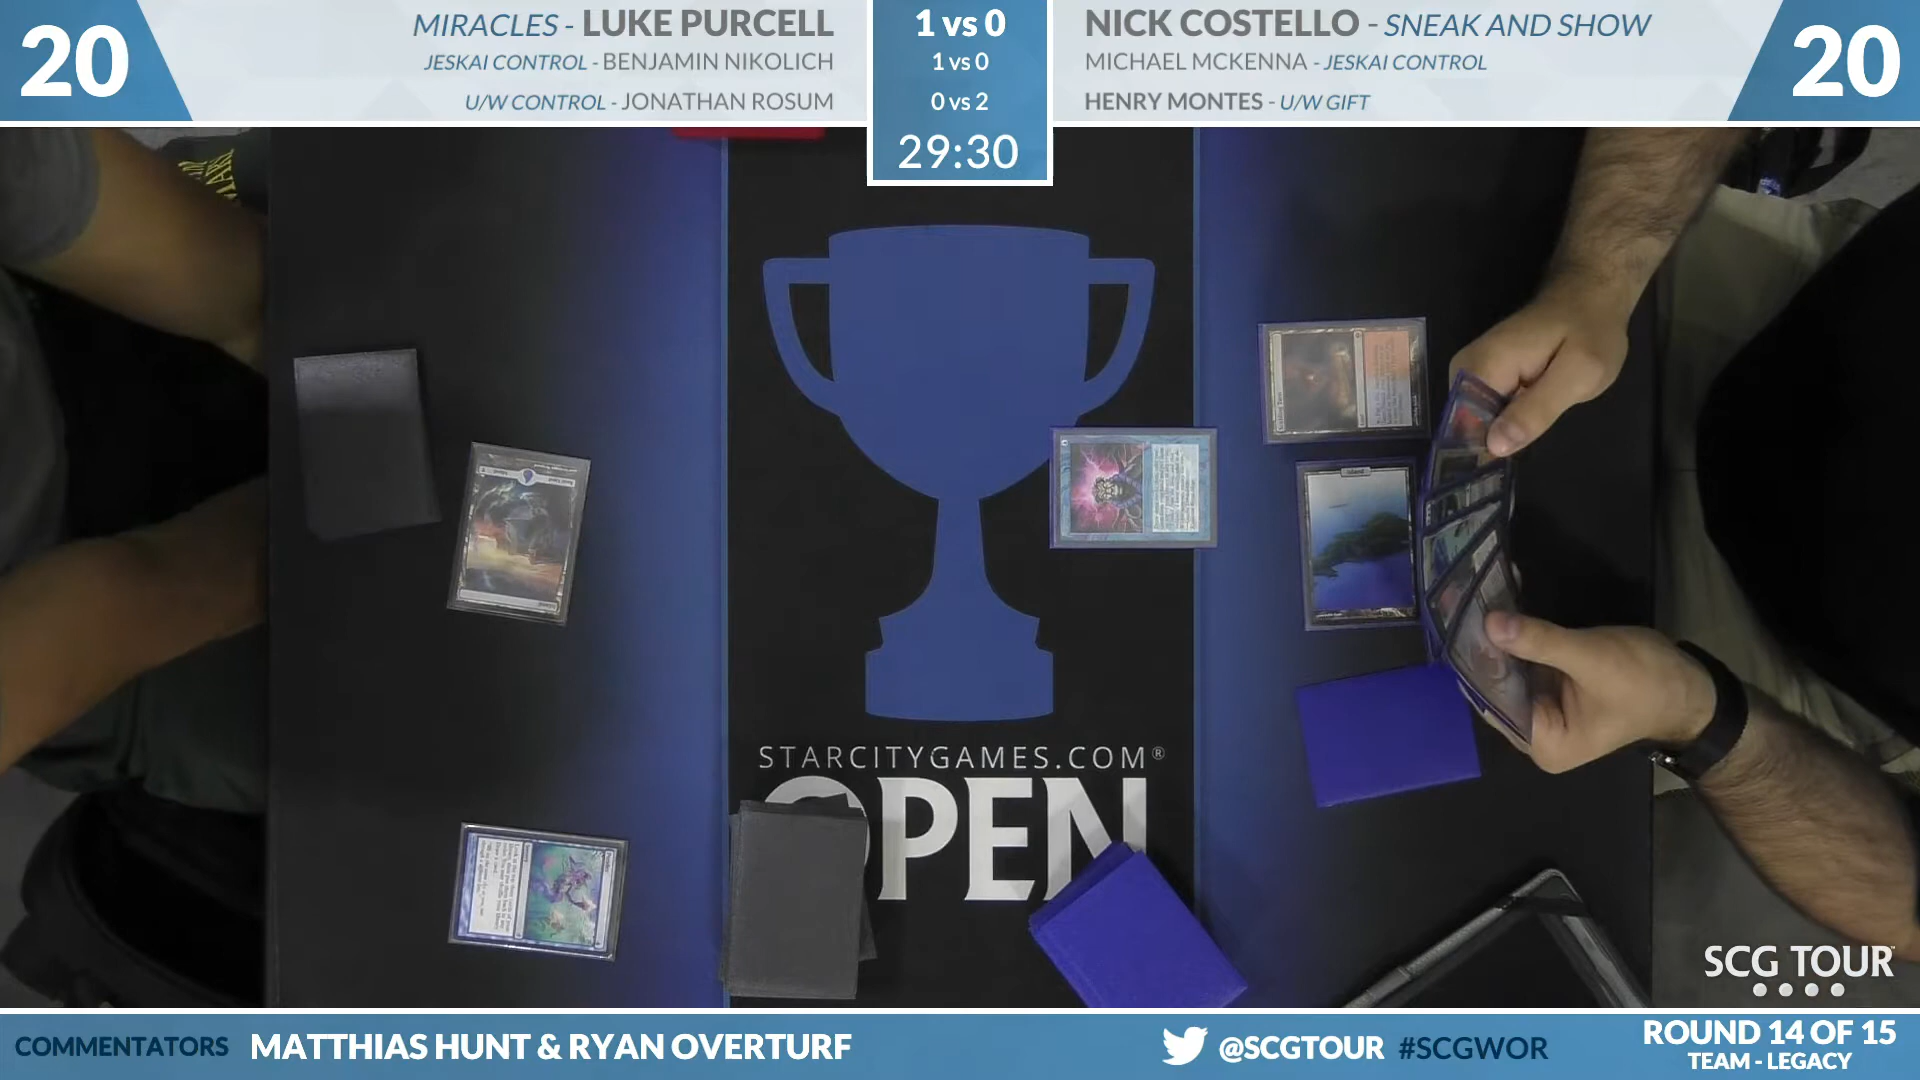 20
MIRACLES - LUKE PURCELL
JESKAI CONTROL - BENJAMIN NIKOLICH
U/W CONTROL - JONATHAN ROSUM
1 vs 0
1 vs 0
0 vs 2
29:30
NICK COSTELLO - SNEAK AND SHOW
MICHAEL MCKENNA - JESKAI CONTROL
HENRY MONTES - U/W GIFT
20
STARCITYGAMES.COM®
OPEN
SCG TOUR
COMMENTATORS MATTHIAS HUNT & RYAN OVERTURF
@SCGTOUR #SCGWOR
ROUND 14 OF 15
TEAM - LEGACY